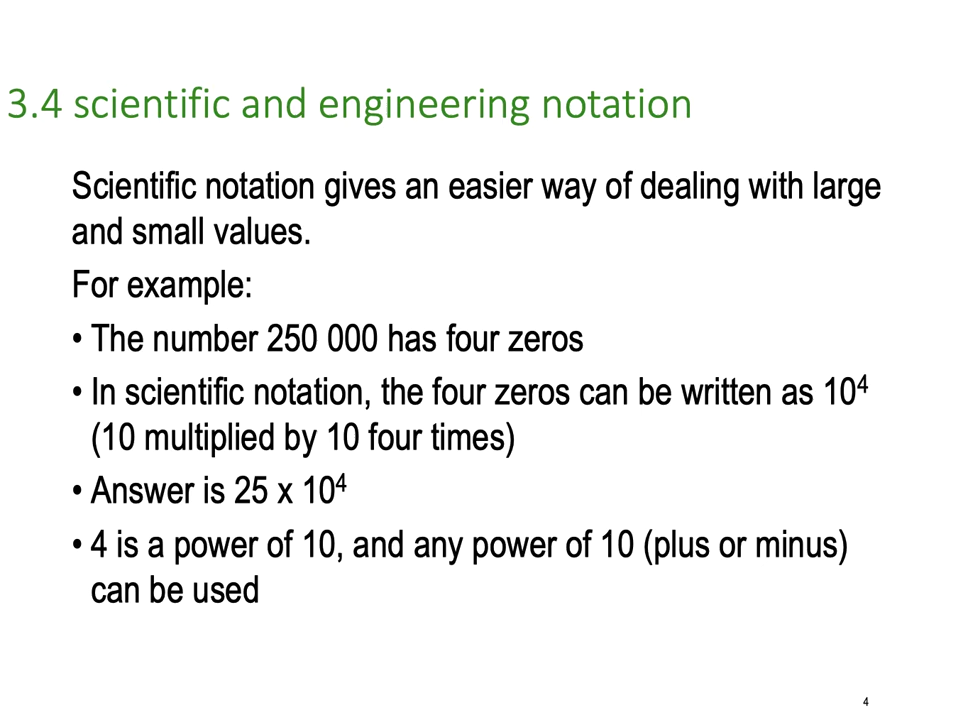 3.4 scientific and engineering notation
Scientific notation gives an easier way of dealing with large
and small values.
For example:
• The number 250 000 has four zeros
• In scientific notation, the four zeros can be written as 10⁴
(10 multiplied by 10 four times)
• Answer is 25 x 10⁴
• 4 is a power of 10, and any power of 10 (plus or minus)
can be used
4